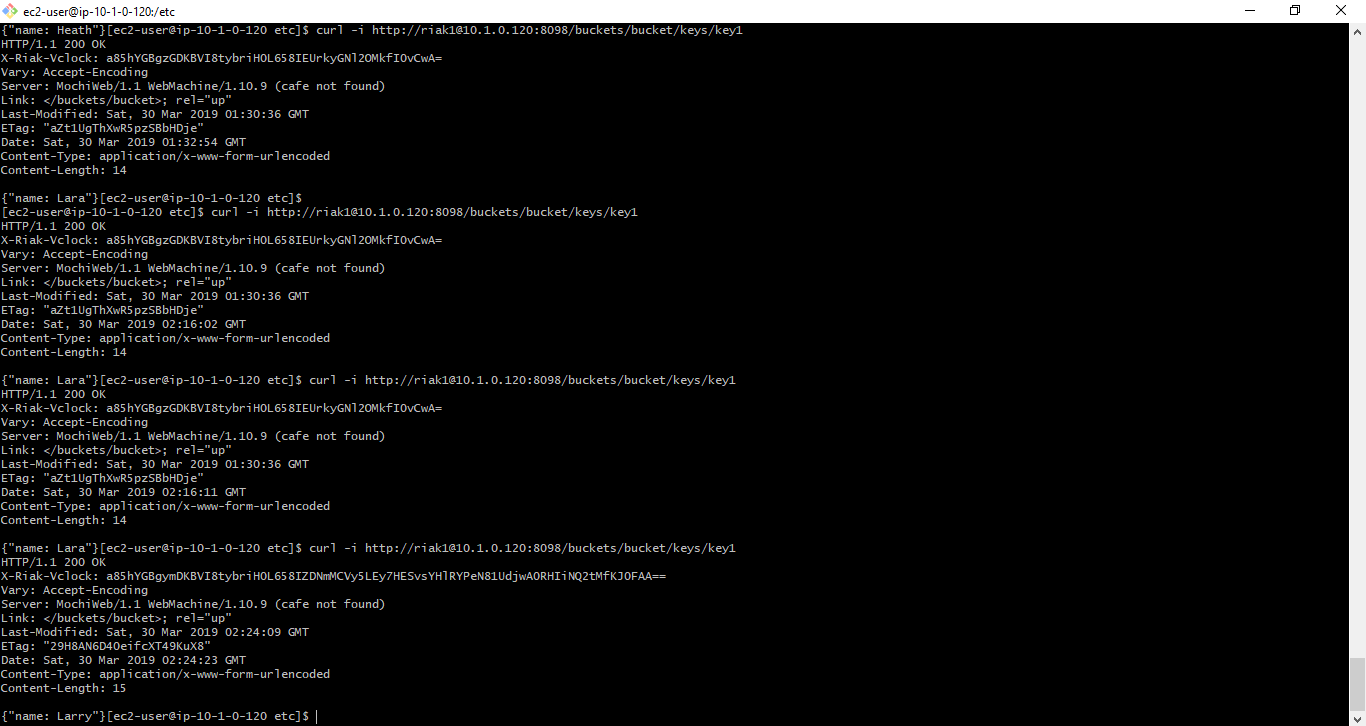 ec2-user@ip-10-1-0-120:/etc
{"name: Heath"}[ec2-user@ip-10-1-0-120 etc]$ curl -i http://riak1@10.1.0.120:8098/buckets/bucket/keys/key1
HTTP/1.1 200 OK
X-Riak-Vclock: a85hYGBgzGDKBVI8tybriHOL658IEUrkyGNl2OMkfIOvCwA=
Vary: Accept-Encoding
Server: MochiWeb/1.1 WebMachine/1.10.9 (cafe not found)
Link: </buckets/bucket>; rel="up"
Last-Modified: Sat, 30 Mar 2019 01:30:36 GMT
ETag: "aZt1UgThXwR5pzSBbHDje"
Date: Sat, 30 Mar 2019 01:32:54 GMT
Content-Type: application/x-www-form-urlencoded
Content-Length: 14
{"name: Lara"}[ec2-user@ip-10-1-0-120 etc]$
[ec2-user@ip-10-1-0-120 etc]$ curl -i http://riak1@10.1.0.120:8098/buckets/bucket/keys/key1
HTTP/1.1 200 OK
X-Riak-Vclock: a85hYGBgzGDKBVI8tybriHOL658IEUrkyGNl2OMkfIOvCwA=
Vary: Accept-Encoding
Server: MochiWeb/1.1 WebMachine/1.10.9 (cafe not found)
Link: </buckets/bucket>; rel="up"
Last-Modified: Sat, 30 Mar 2019 01:30:36 GMT
ETag: "aZt1UgThXwR5pzSBbHDje"
Date: Sat, 30 Mar 2019 02:16:02 GMT
Content-Type: application/x-www-form-urlencoded
Content-Length: 14
{"name: Lara"}[ec2-user@ip-10-1-0-120 etc]$ curl -i http://riak1@10.1.0.120:8098/buckets/bucket/keys/key1
HTTP/1.1 200 OK
X-Riak-Vclock: a85hYGBgzGDKBVI8tybriHOL658IEUrkyGNl2OMkfIOvCwA=
Vary: Accept-Encoding
Server: MochiWeb/1.1 WebMachine/1.10.9 (cafe not found)
Link: </buckets/bucket>; rel="up"
Last-Modified: Sat, 30 Mar 2019 01:30:36 GMT
ETag: "aZt1UgThXwR5pzSBbHDje"
Date: Sat, 30 Mar 2019 02:16:11 GMT
Content-Type: application/x-www-form-urlencoded
Content-Length: 14
{"name: Lara"}[ec2-user@ip-10-1-0-120 etc]$ curl -i http://riak1@10.1.0.120:8098/buckets/bucket/keys/key1
HTTP/1.1 200 OK
X-Riak-Vclock: a85hYGBgymDKBVI8tybriHOL658IZDNmMCVy5LEy7HESvsYHlRYPeN81UdjwAORHIiNQ2tMfKJOFAA==
Vary: Accept-Encoding
Server: MochiWeb/1.1 WebMachine/1.10.9 (cafe not found)
Link: </buckets/bucket>; rel="up"
Last-Modified: Sat, 30 Mar 2019 02:24:09 GMT
ETag: "29H8AN6D4OeifcXT49KuX8"
Date: Sat, 30 Mar 2019 02:24:23 GMT
Content-Type: application/x-www-form-urlencoded
Content-Length: 15
{"name: Larry"}[ec2-user@ip-10-1-0-120 etc]$